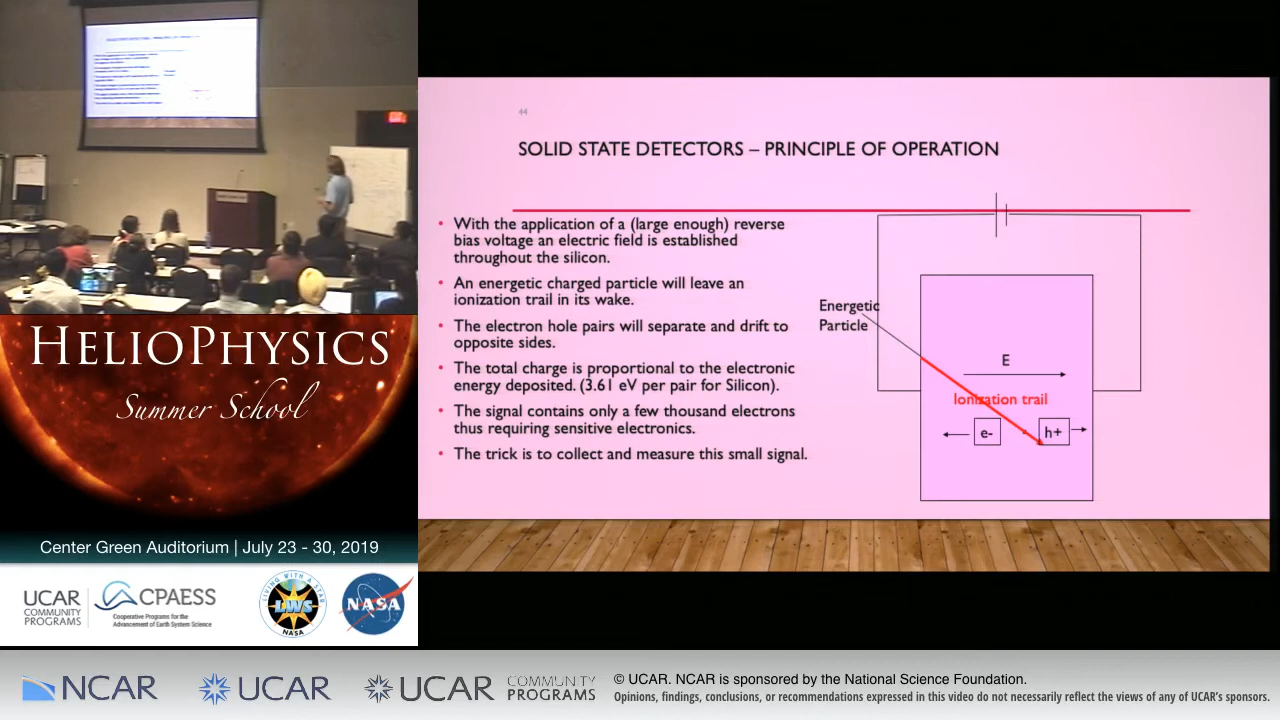 44
SOLID STATE DETECTORS – PRINCIPLE OF OPERATION
• With the application of a (large enough) reverse
bias voltage an electric field is established
throughout the silicon.
• An energetic charged particle will leave an
ionization trail in its wake.
• The electron hole pairs will separate and drift to
opposite sides.
• The total charge is proportional to the electronic
energy deposited. (3.61 eV per pair for Silicon).
• The signal contains only a few thousand electrons
thus requiring sensitive electronics.
• The trick is to collect and measure this small signal.
Energetic
Particle
E
Ionization trail
e-
h+
HELIOPHYSICS
Summer School
Center Green Auditorium | July 23 - 30, 2019
UCAR
COMMUNITY
PROGRAMS
CPAESS
Cooperative Programs for the
Advancement of Earth System Science
LIVING WITH A STAR
LWS
NASA
NASA
NCAR
UCAR
UCAR
COMMUNITY
PROGRAMS
© UCAR. NCAR is sponsored by the National Science Foundation.
Opinions, findings, conclusions, or recommendations expressed in this video do not necessarily reflect the views of any of UCAR's sponsors.